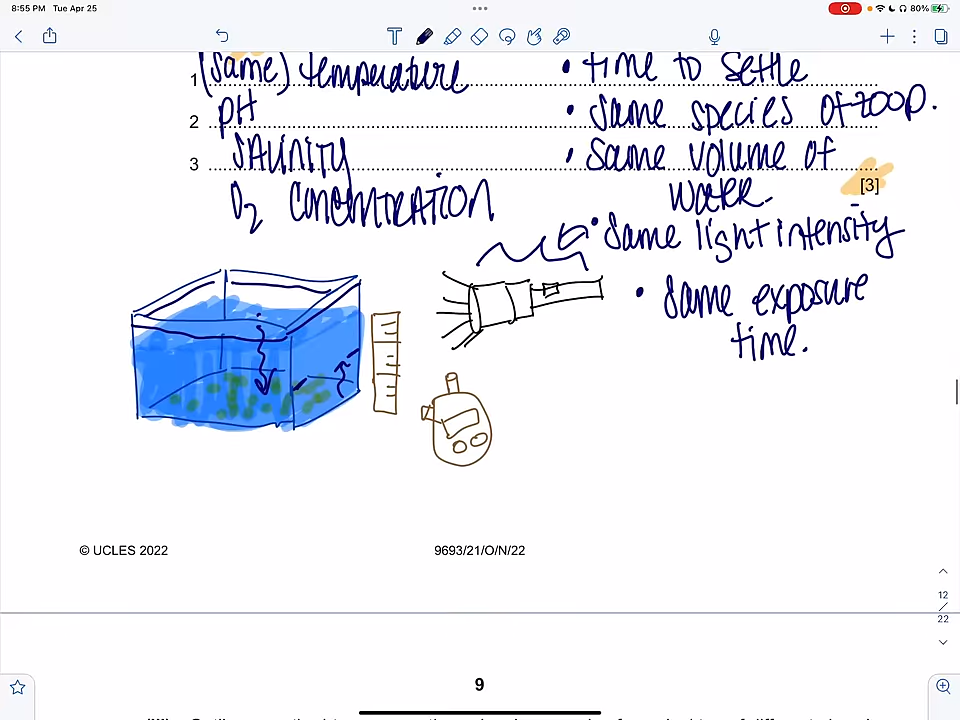 8:55 PM Tue Apr 25
80%
1 (Same) temperature
2 pH
3 Salinity
O2 concentration
• time to settle
• Same species of zoop.
• Same volume of
water.
[3]
• Same light intensity
• Same exposure
time.
© UCLES 2022
9693/21/O/N/22
12
/
22
9